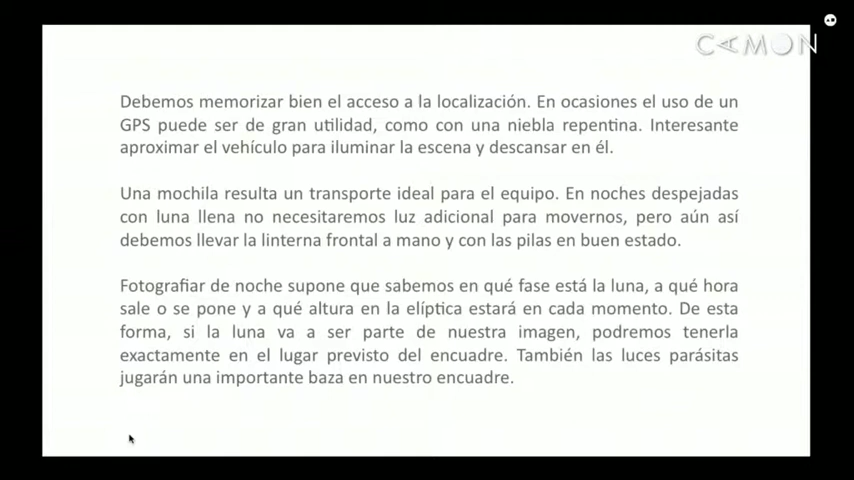 CAMON
Debemos memorizar bien el acceso a la localización. En ocasiones el uso de un
GPS puede ser de gran utilidad, como con una niebla repentina. Interesante
aproximar el vehículo para iluminar la escena y descansar en él.
Una mochila resulta un transporte ideal para el equipo. En noches despejadas
con luna llena no necesitaremos luz adicional para movernos, pero aún así
debemos llevar la linterna frontal a mano y con las pilas en buen estado.
Fotografiar de noche supone que sabemos en qué fase está la luna, a qué hora
sale o se pone y a qué altura en la elíptica estará en cada momento. De esta
forma, si la luna va a ser parte de nuestra imagen, podremos tenerla
exactamente en el lugar previsto del encuadre. También las luces parásitas
jugarán una importante baza en nuestro encuadre.